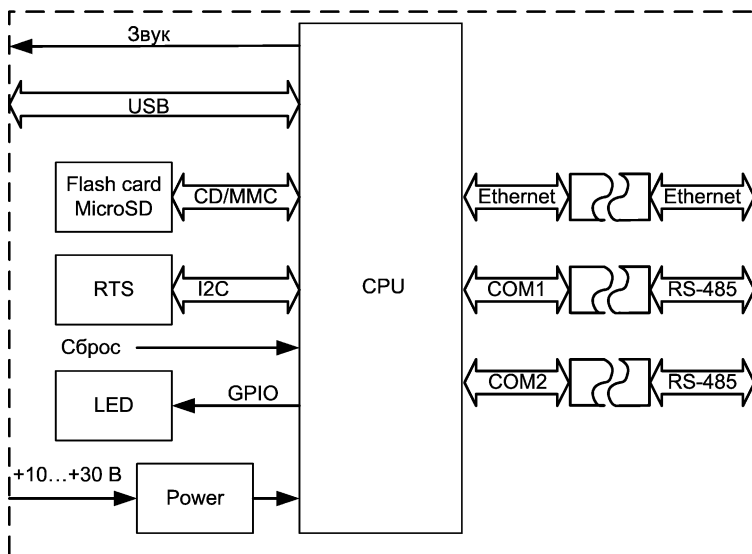 Звук
USB
Flash card
MicroSD
CD/MMC
Ethernet
Ethernet
RTS
I2C
CPU
COM1
RS-485
Сброс
LED
GPIO
COM2
RS-485
+10...+30 В
Power